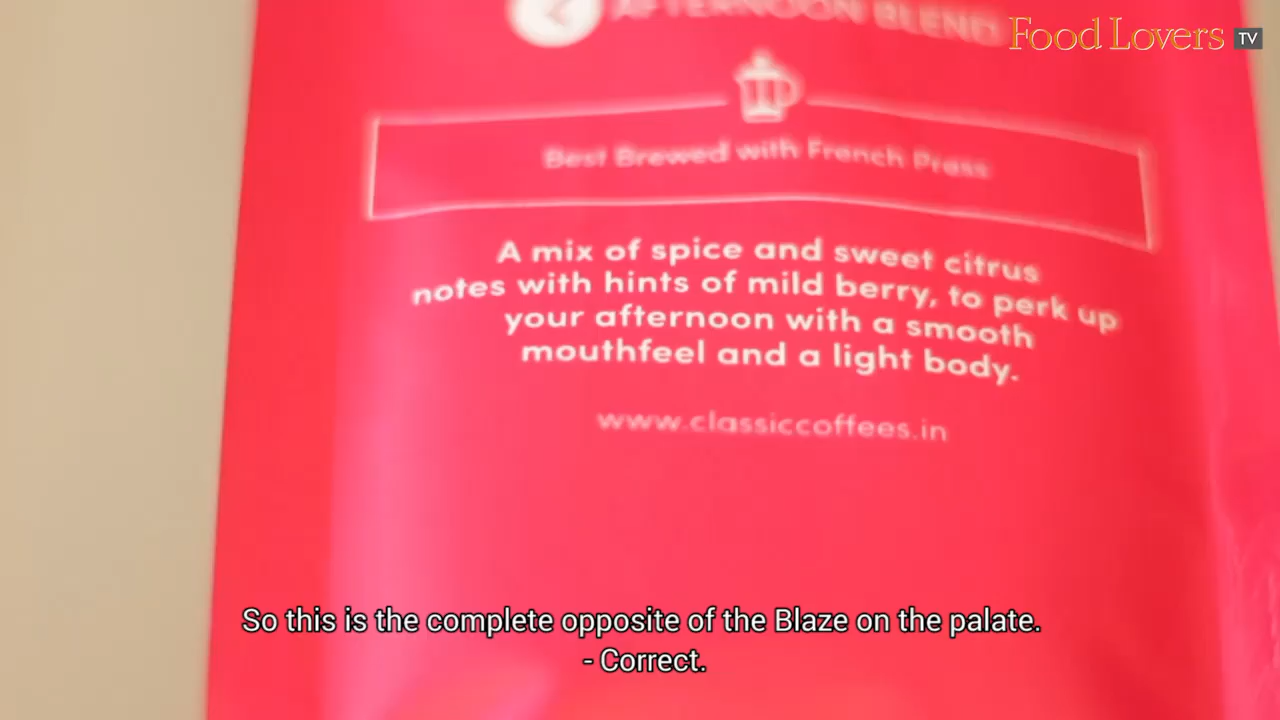 AFTERNOON BLEND
Food Lovers TV
Best Brewed with French Press
A mix of spice and sweet citrus
notes with hints of mild berry, to perk up
your afternoon with a smooth
mouthfeel and a light body.
www.classiccoffees.in
So this is the complete opposite of the Blaze on the palate.
- Correct.